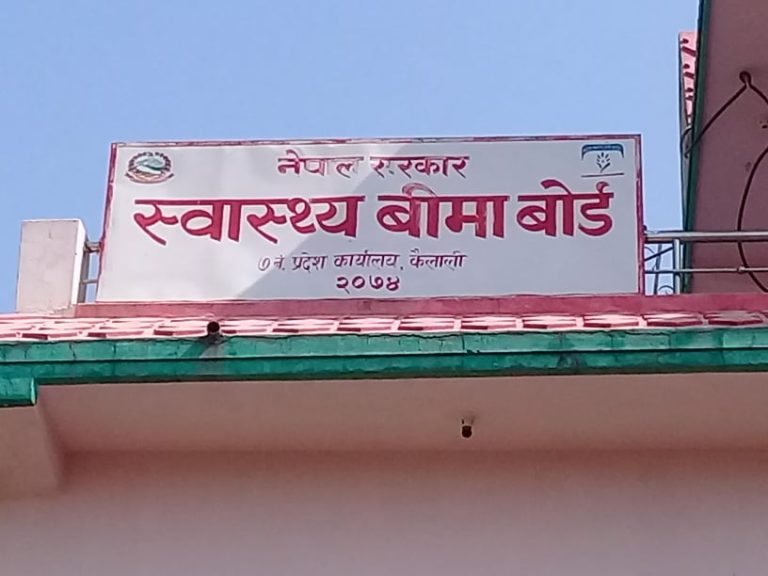 नेपाल सरकार
स्वास्थ्य बीमा बोर्ड
७ नं. प्रदेश कार्यालय, कैलाली
२०७४